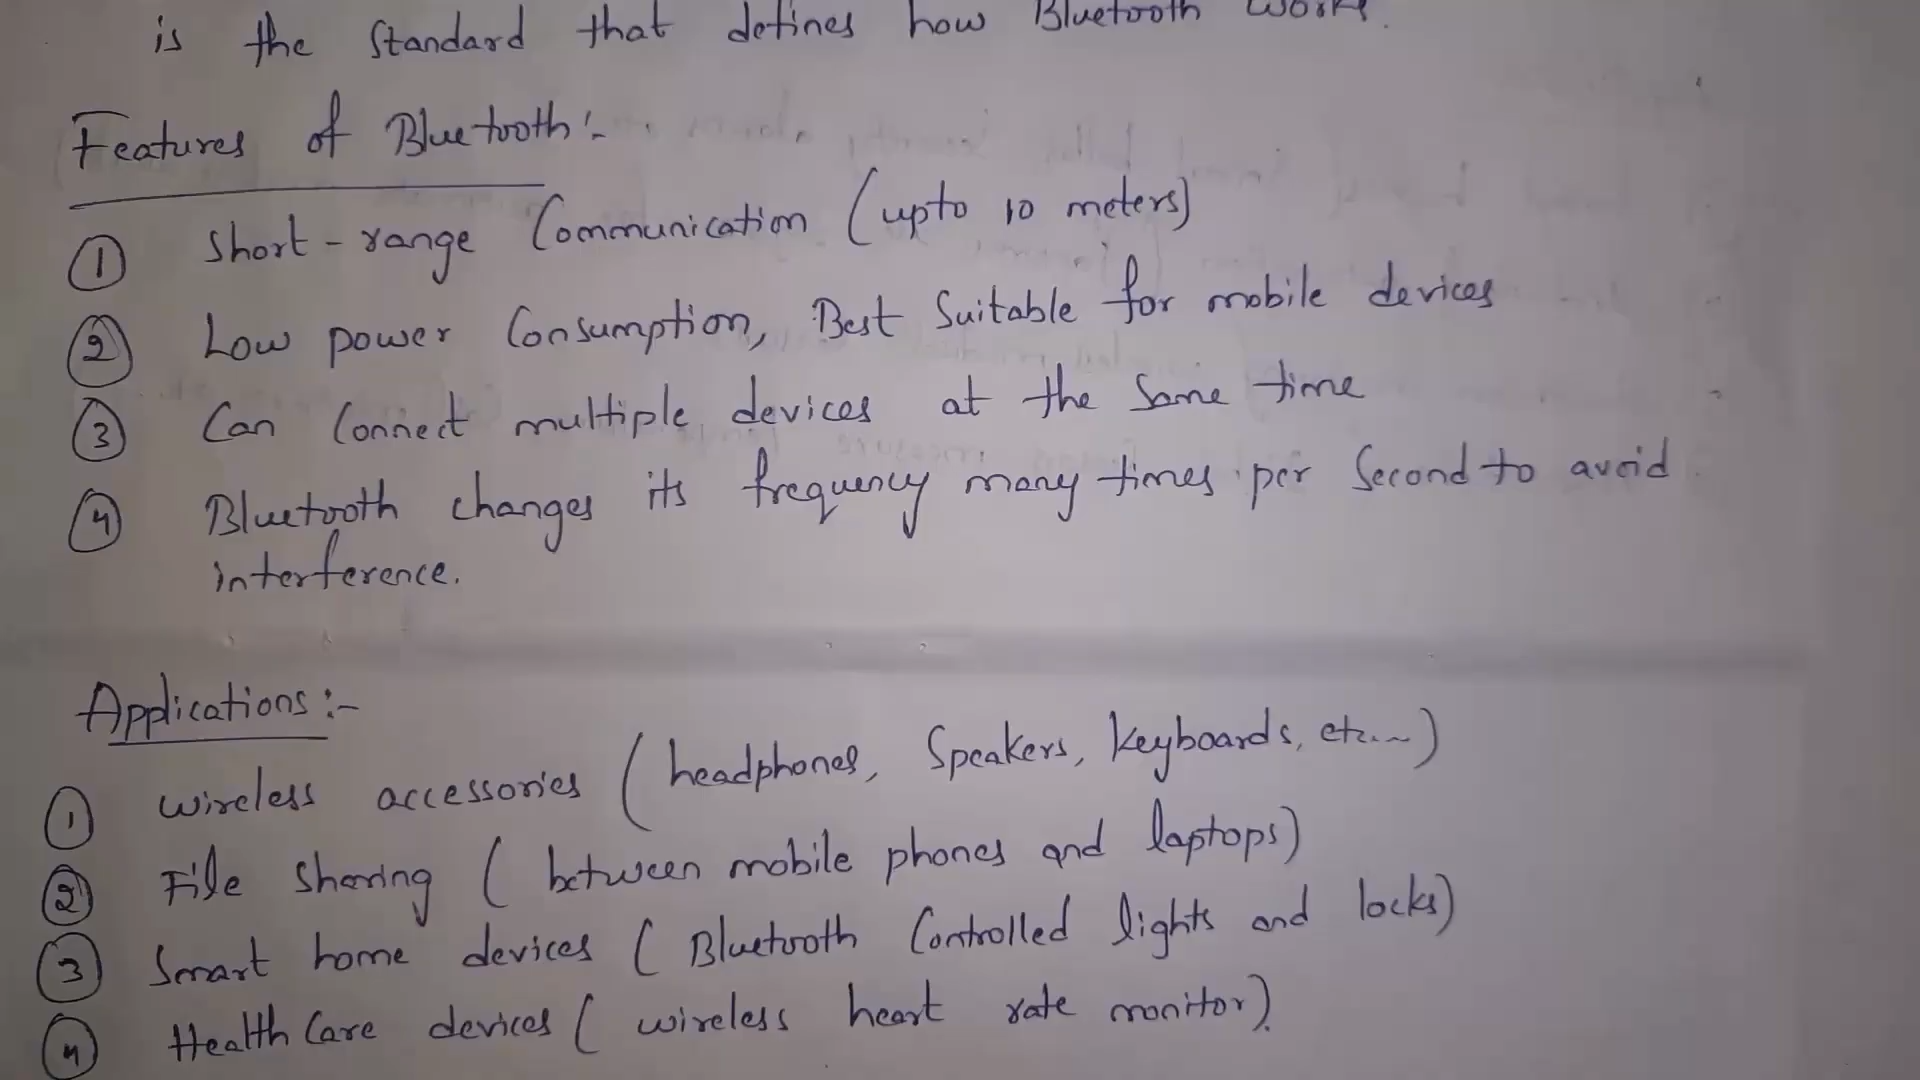 is the standard that defines how Bluetooth works.
Features of Bluetooth:-
① Short-range Communication (upto 10 meters)
② Low power Consumption, Best Suitable for mobile devices
③ Can Connect multiple devices at the Same time
④ Bluetooth changes its frequency many times per Second to avoid
interference.
Applications:-
① wireless accessories (headphones, Speakers, Keyboards, etc...)
② File Sharing (between mobile phones and laptops)
③ Smart home devices (Bluetooth Controlled lights and locks)
④ Health Care devices (wireless heart rate monitor).